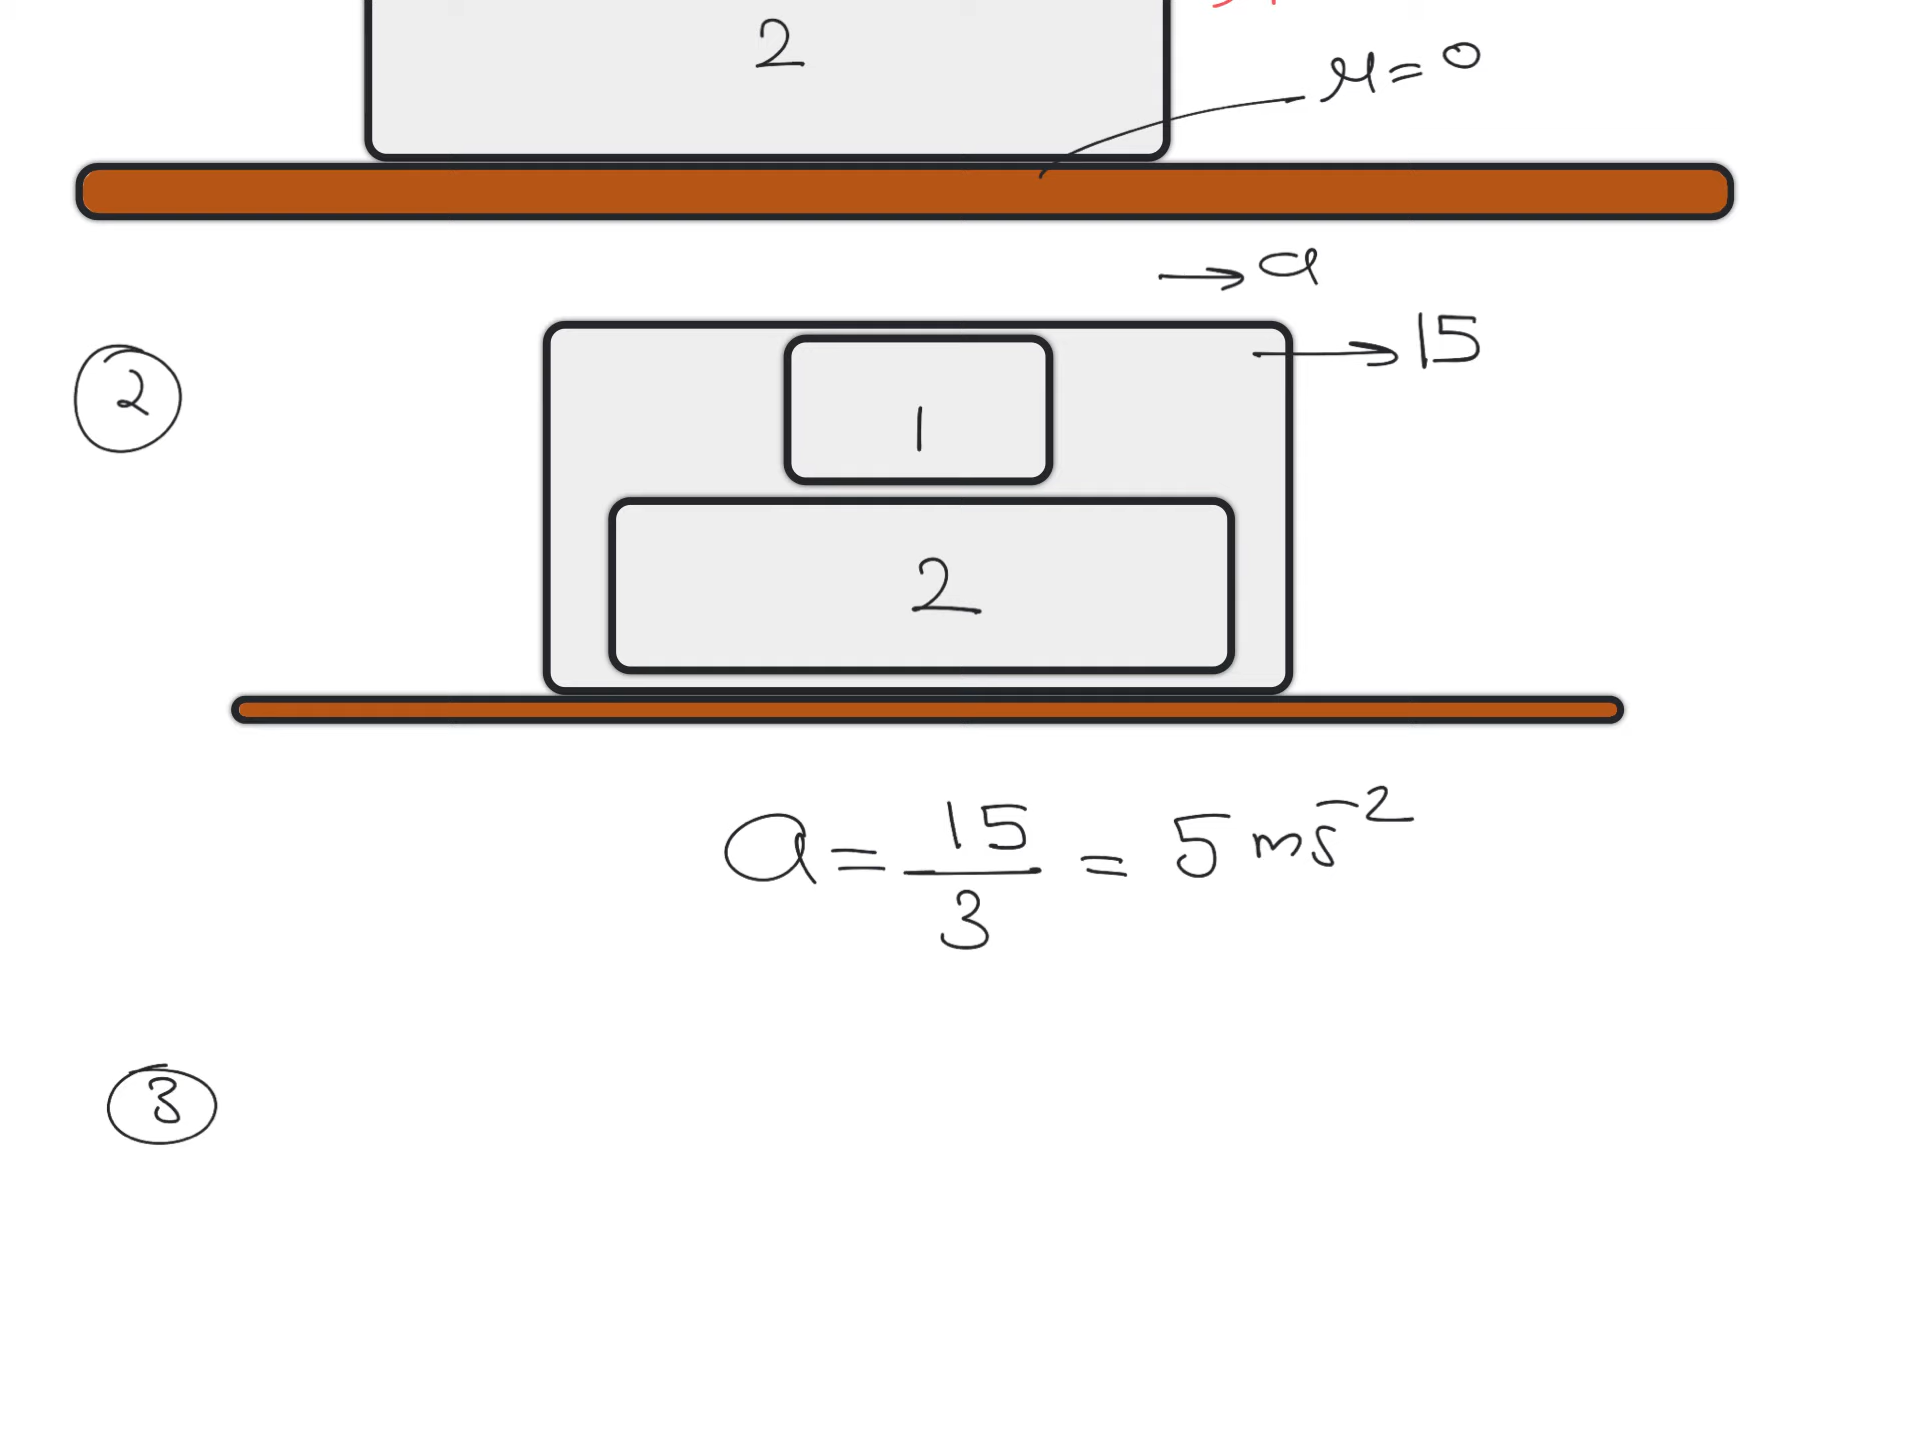 2
μ = 0
→ a
→ 15
2
1
2
a = 15/3 = 5 ms⁻²
3